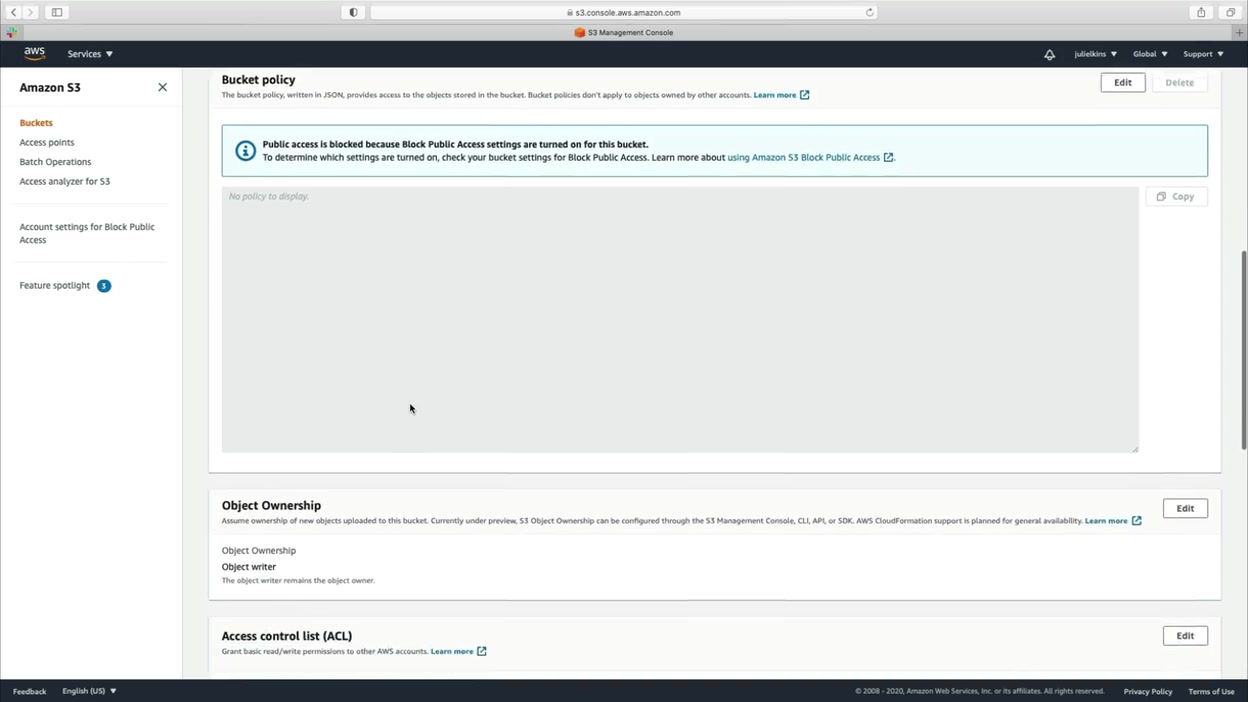 s3.console.aws.amazon.com
S3 Management Console
aws
Services
julielkins
Global
Support
Amazon S3
Buckets
Access points
Batch Operations
Access analyzer for S3
Account settings for Block Public
Access
Feature spotlight 3
Bucket policy
The bucket policy, written in JSON, provides access to the objects stored in the bucket. Bucket policies don't apply to objects owned by other accounts. Learn more
Edit
Delete
Public access is blocked because Block Public Access settings are turned on for this bucket.
To determine which settings are turned on, check your bucket settings for Block Public Access. Learn more about using Amazon S3 Block Public Access.
No policy to display.
Copy
Object Ownership
Assume ownership of new objects uploaded to this bucket. Currently under preview, S3 Object Ownership can be configured through the S3 Management Console, CLI, API, or SDK. AWS CloudFormation support is planned for general availability. Learn more
Edit
Object Ownership
Object writer
The object writer remains the object owner.
Access control list (ACL)
Grant basic read/write permissions to other AWS accounts. Learn more
Edit
Feedback
English (US)
© 2008 - 2020, Amazon Web Services, Inc. or its affiliates. All rights reserved.
Privacy Policy
Terms of Use